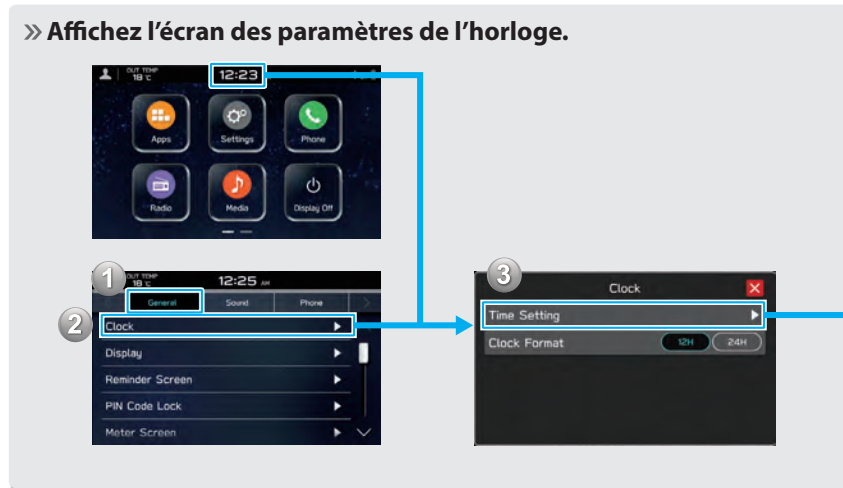 » Affichez l’écran des paramètres de l’horloge.
OUT TEMP
18 °C
12:23
Apps
Settings
Phone
Radio
Media
Display Off
1
OUT TEMP
18 °C
12:25 AM
General
Sound
Phone
2
Clock
Display
Reminder Screen
PIN Code Lock
Meter Screen
3
Clock
Time Setting
Clock Format
12H
24H